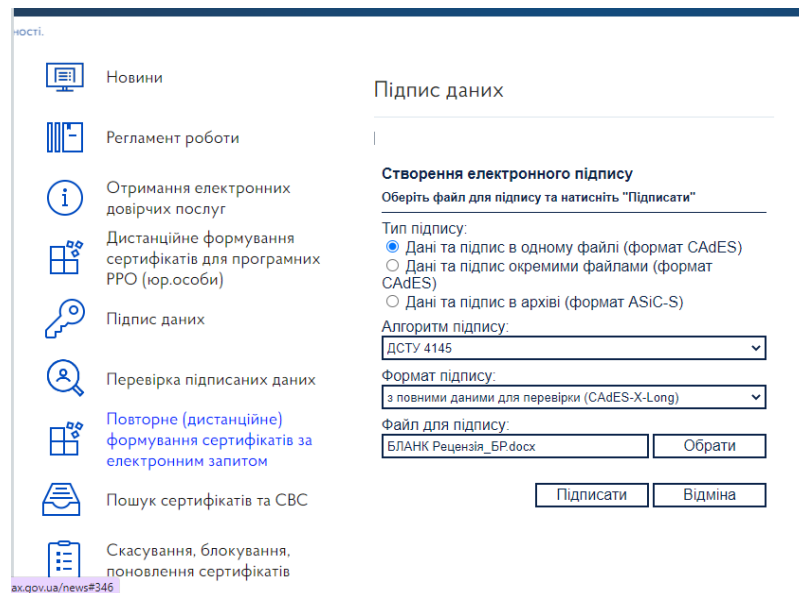 ності.
Новини
Регламент роботи
Отримання електронних
довірчих послуг
Дистанційне формування
сертифікатів для програмних
РРО (юр.особи)
Підпис даних
Перевірка підписаних даних
Повторне (дистанційне)
формування сертифікатів за
електронним запитом
Пошук сертифікатів та СВС
Скасування, блокування,
поновлення сертифікатів
ax.gov.ua/news#346
Підпис даних
Створення електронного підпису
Оберіть файл для підпису та натисніть "Підписати"
Тип підпису:
Дані та підпис в одному файлі (формат CAdES)
Дані та підпис окремими файлами (формат
CAdES)
Дані та підпис в архіві (формат ASiC-S)
Алгоритм підпису:
ДСТУ 4145
Формат підпису:
з повними даними для перевірки (CAdES-X-Long)
Файл для підпису:
БЛАНК Рецензія_БР.docx Обрати
Підписати Відміна